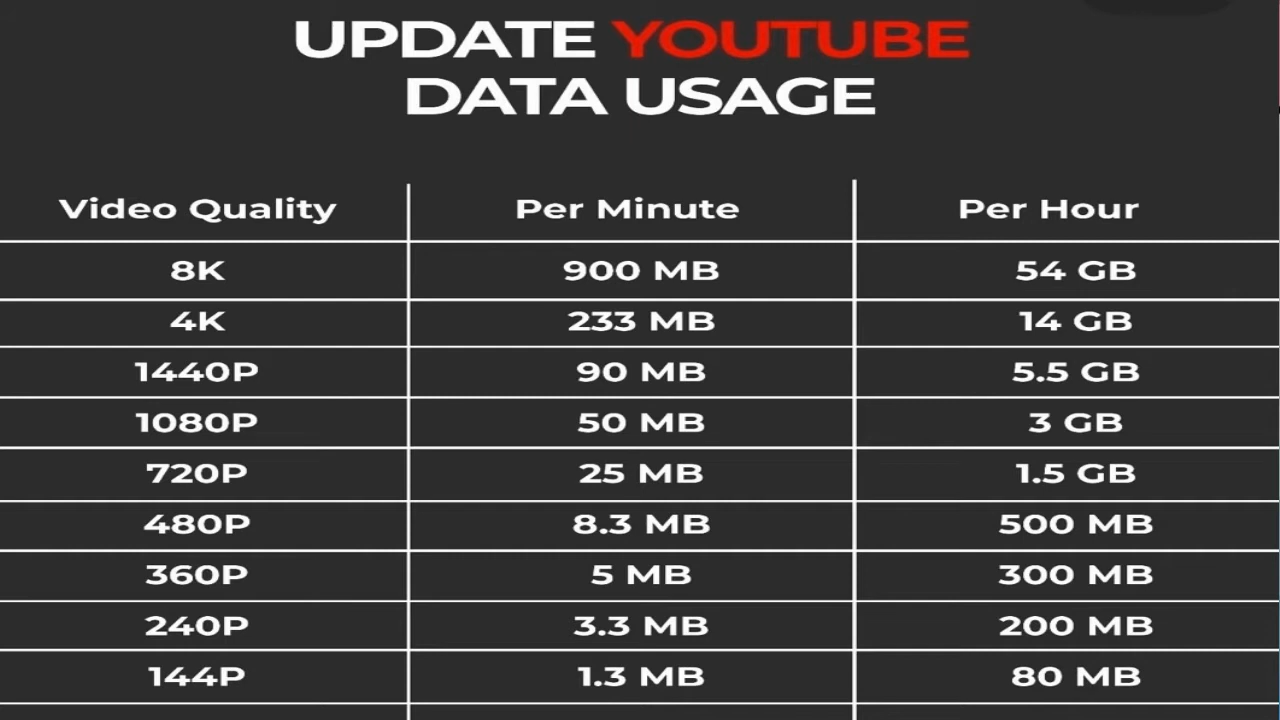 UPDATE YOUTUBE
DATA USAGE
Video Quality Per Minute Per Hour
8K 900 MB 54 GB
4K 233 MB 14 GB
1440P 90 MB 5.5 GB
1080P 50 MB 3 GB
720P 25 MB 1.5 GB
480P 8.3 MB 500 MB
360P 5 MB 300 MB
240P 3.3 MB 200 MB
144P 1.3 MB 80 MB